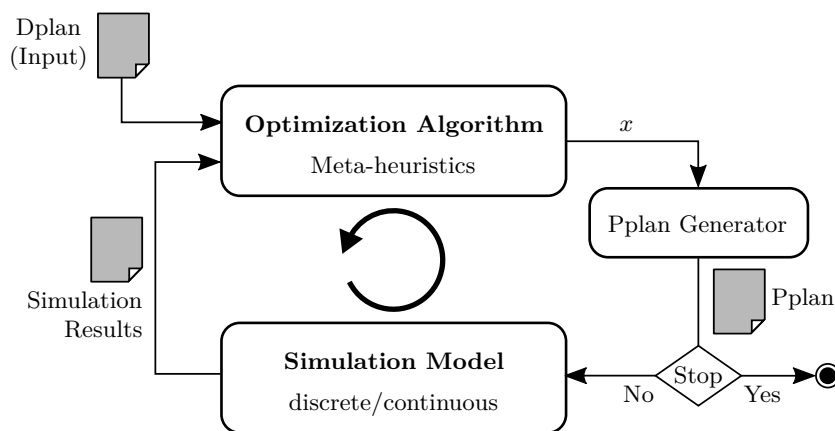 Dplan
(Input)
Optimization Algorithm
Meta-heuristics
x
Pplan Generator
Pplan
Simulation
Results
Simulation Model
discrete/continuous
Stop
No
Yes